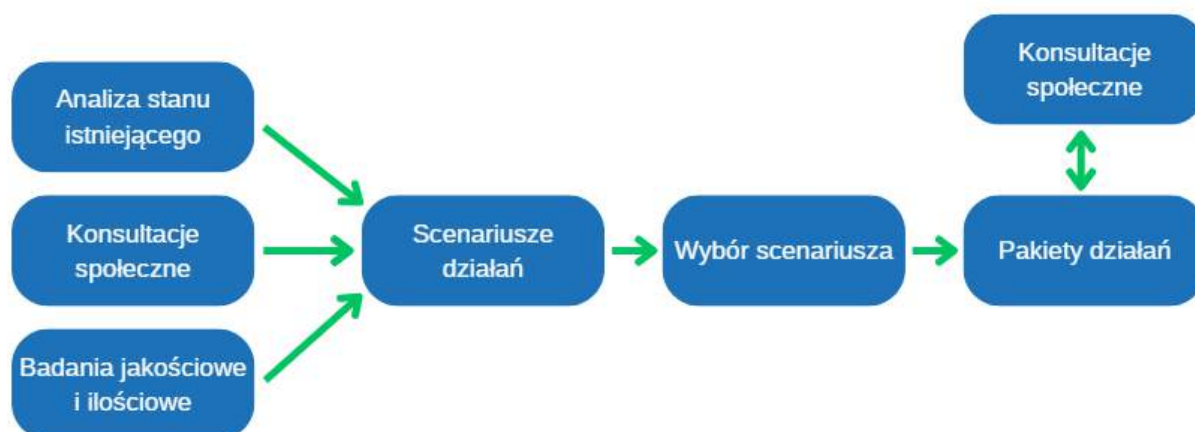 Analiza stanu
istniejącego
Konsultacje
społeczne
Badania jakościowe
i ilościowe
Scenariusze
działań
Wybór scenariusza
Pakiety działań
Konsultacje
społeczne